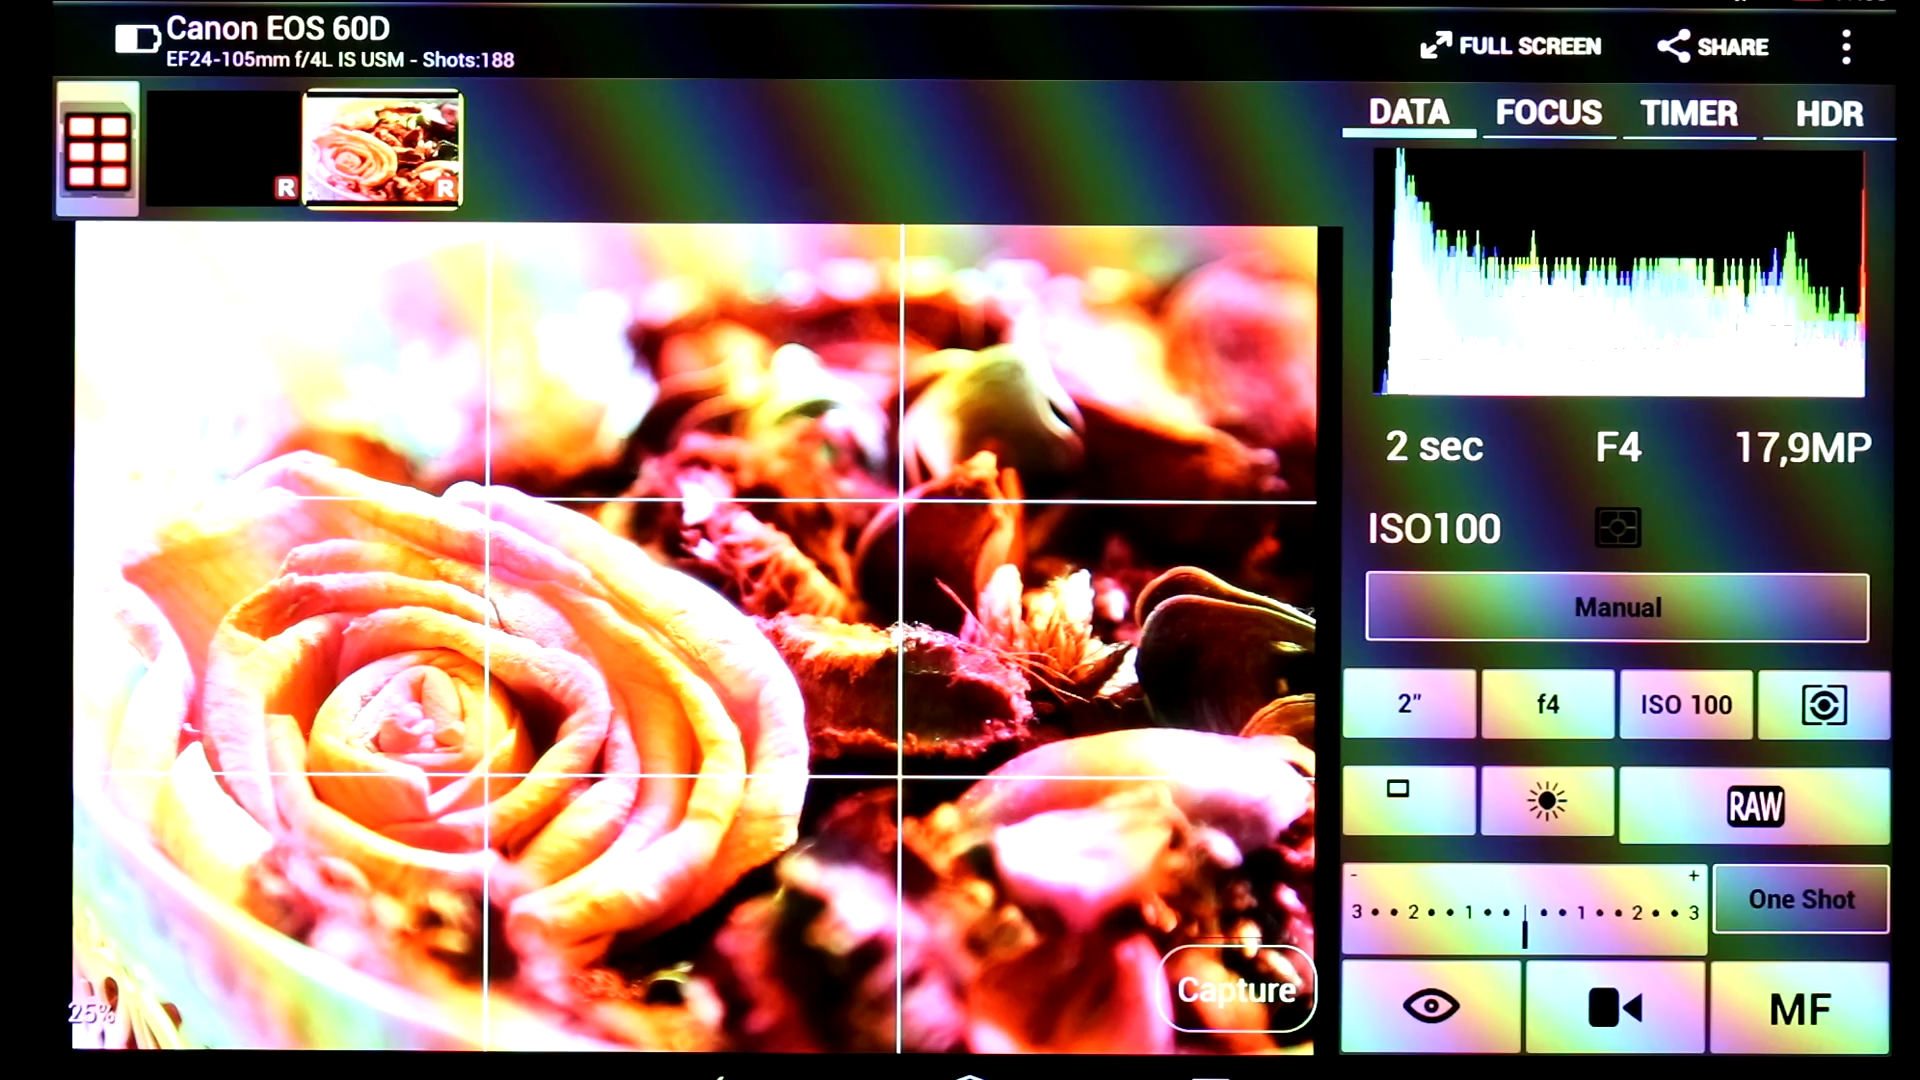 Canon EOS 60D
EF24-105mm f/4L IS USM - Shots:188
FULL SCREEN
SHARE
R
R
DATA
FOCUS
TIMER
HDR
2 sec
F4
17,9MP
ISO100
Manual
2"
f4
ISO 100
RAW
- +
3 • • 2 • • 1 • • | • • 1 • • 2 • • 3
One Shot
MF
Capture
25%